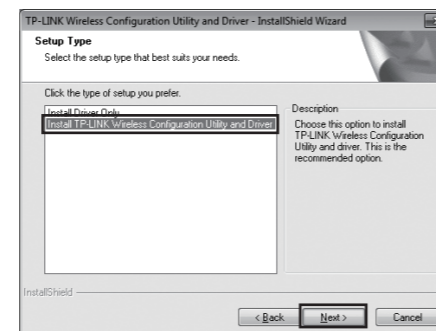 TP-LINK Wireless Configuration Utility and Driver - InstallShield Wizard
Setup Type
Select the setup type that best suits your needs.
Click the type of setup you prefer.
Install Driver Only
Install TP-LINK Wireless Configuration Utility and Driver
Description
Choose this option to install
TP-LINK Wireless Configuration
Utility and driver. This is the
recommended option.
InstallShield
< Back
Next >
Cancel